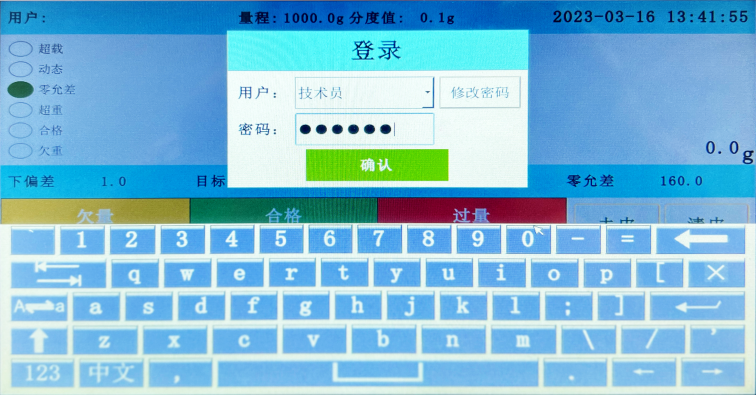 用户: 量程: 1000.0g 分度值: 0.1g 2023-03-16 13:41:55
登录
超载
动态
用户: 技术员 修改密码
零允差
超重
密码: ●●●●●●
合格
欠重
0.0g
确认
下偏差 1.0 目标 零允差 160.0
欠量 合格 过量 去皮 清皮
` 1 2 3 4 5 6 7 8 9 0 - =
q w e r t y u i o p [
A a a s d f g h j k l ; ]
z x c v b n m \ / '
123 中文 , .